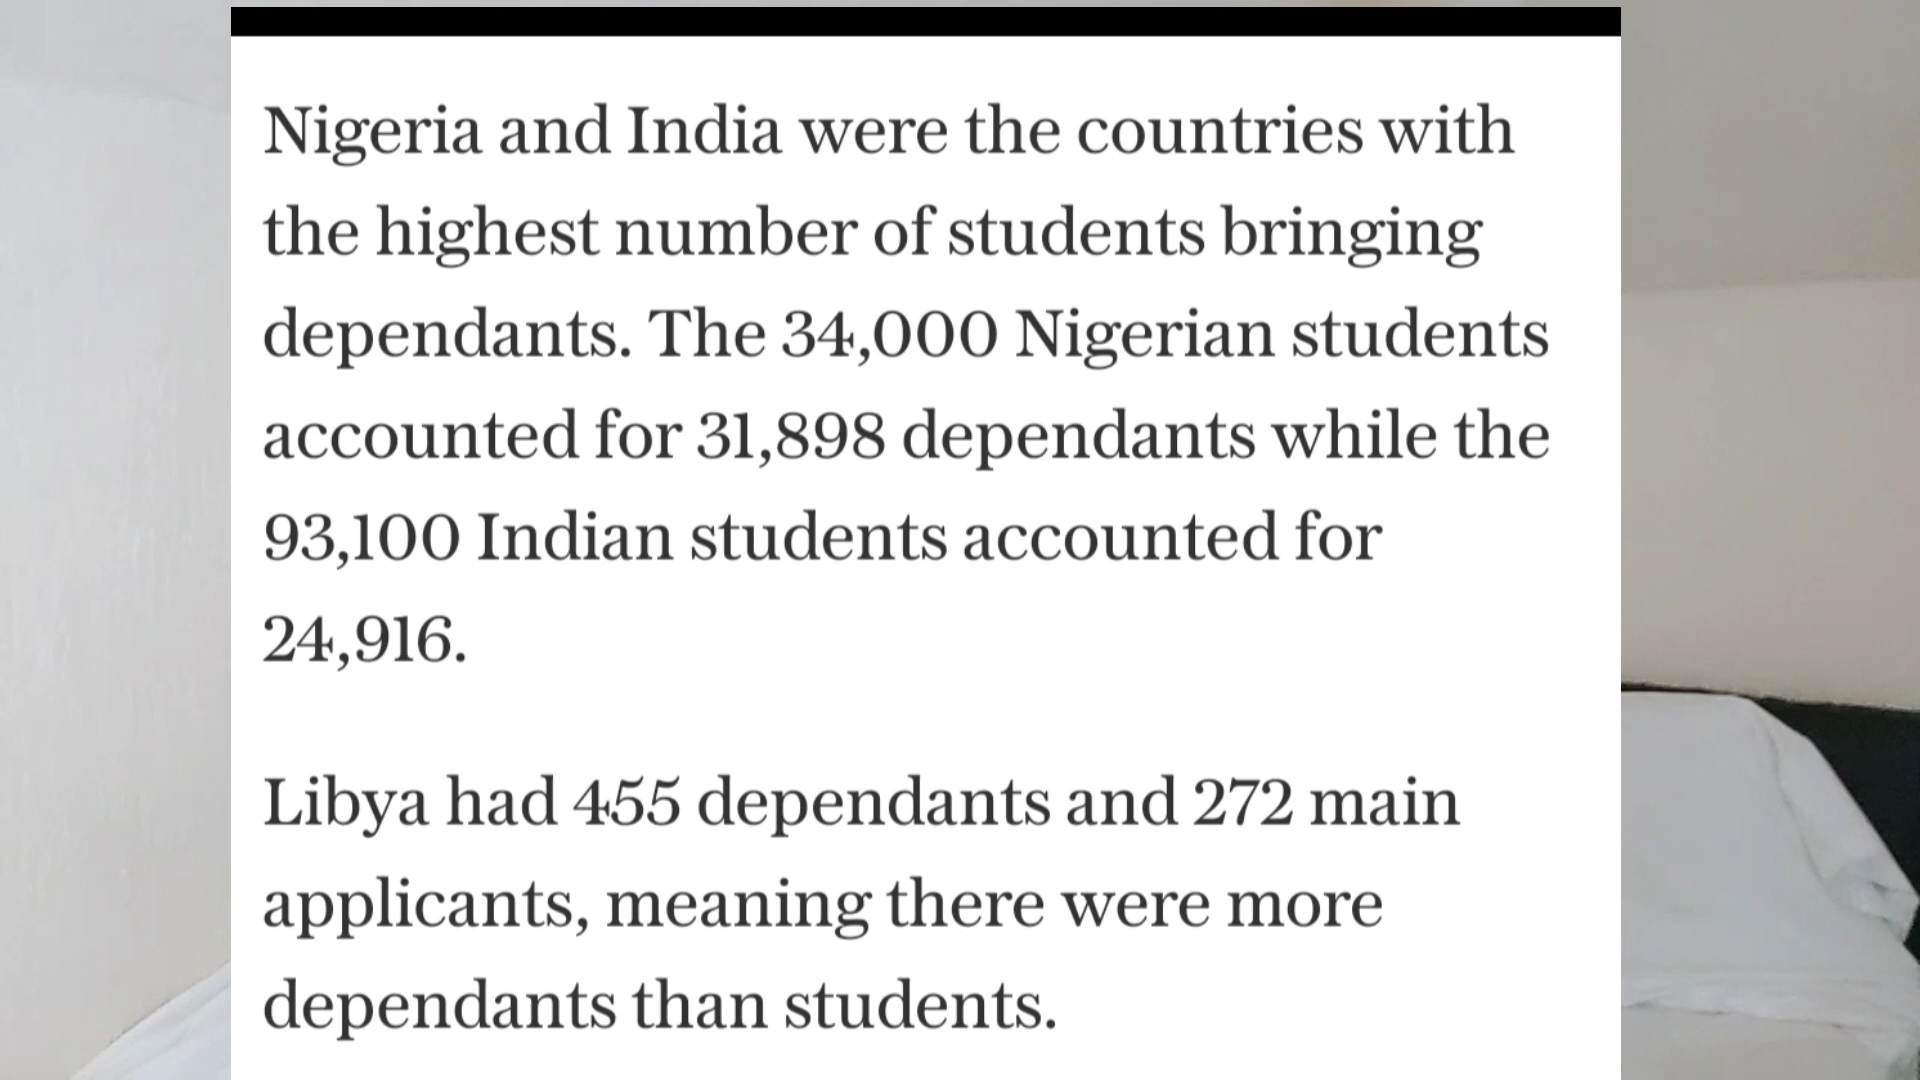 Nigeria and India were the countries with
the highest number of students bringing
dependants. The 34,000 Nigerian students
accounted for 31,898 dependants while the
93,100 Indian students accounted for
24,916.
Libya had 455 dependants and 272 main
applicants, meaning there were more
dependants than students.